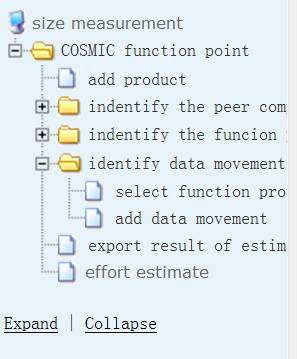 size measurement
COSMIC function point
add product
indentify the peer com
indentify the funcion
identify data movement
select function pro
add data movement
export result of estim
effort estimate
Expand | Collapse